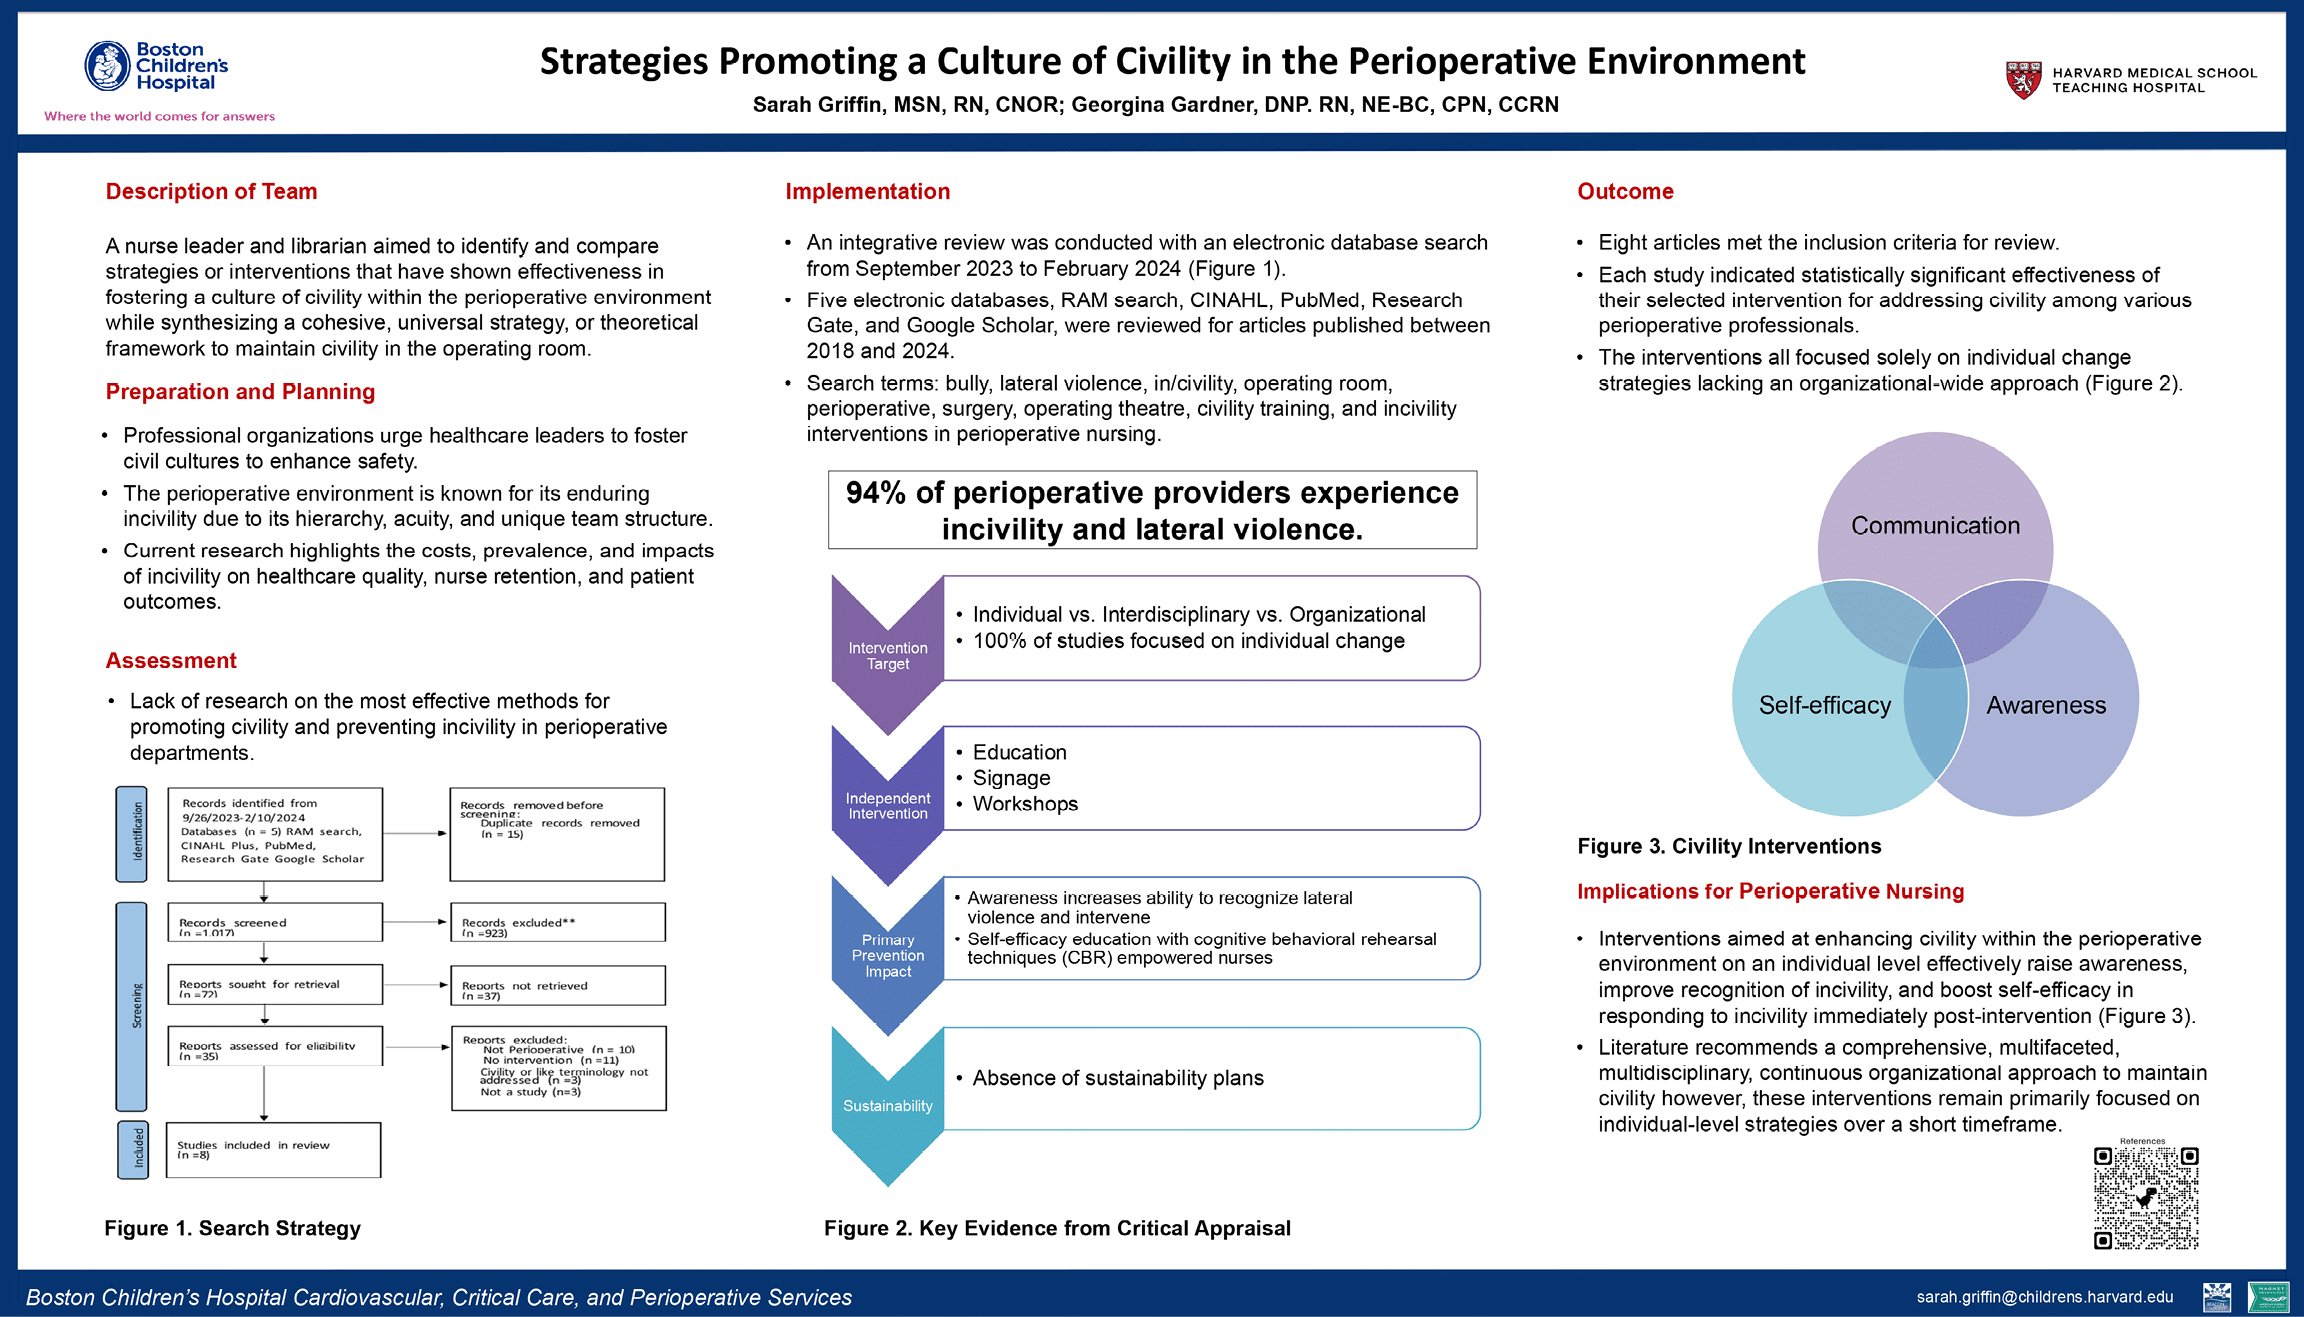 Boston
Children's
Hospital
Where the world comes for answers
Strategies Promoting a Culture of Civility in the Perioperative Environment
Sarah Griffin, MSN, RN, CNOR; Georgina Gardner, DNP. RN, NE-BC, CPN, CCRN
HARVARD MEDICAL SCHOOL
TEACHING HOSPITAL
Description of Team
A nurse leader and librarian aimed to identify and compare
strategies or interventions that have shown effectiveness in
fostering a culture of civility within the perioperative environment
while synthesizing a cohesive, universal strategy, or theoretical
framework to maintain civility in the operating room.
Preparation and Planning
• Professional organizations urge healthcare leaders to foster
civil cultures to enhance safety.
• The perioperative environment is known for its enduring
incivility due to its hierarchy, acuity, and unique team structure.
• Current research highlights the costs, prevalence, and impacts
of incivility on healthcare quality, nurse retention, and patient
outcomes.
Assessment
• Lack of research on the most effective methods for
promoting civility and preventing incivility in perioperative
departments.
Identification
Records identified from
9/26/2023-2/10/2024
Databases (n = 5) RAM search,
CINAHL Plus, PubMed,
Research Gate Google Scholar
Records removed before
screening:
Duplicate records removed
(n = 15)
Screening
Records screened
(n =1,017)
Records excluded**
(n =923)
Reports sought for retrieval
(n =72)
Reports not retrieved
(n =37)
Reports assessed for eligibility
(n =35)
Reports excluded:
Not Perioperative (n = 10)
No intervention (n =11)
Civility or like terminology not
addressed (n =3)
Not a study (n=3)
Included
Studies included in review
(n =8)
Figure 1. Search Strategy
Implementation
• An integrative review was conducted with an electronic database search
from September 2023 to February 2024 (Figure 1).
• Five electronic databases, RAM search, CINAHL, PubMed, Research
Gate, and Google Scholar, were reviewed for articles published between
2018 and 2024.
• Search terms: bully, lateral violence, in/civility, operating room,
perioperative, surgery, operating theatre, civility training, and incivility
interventions in perioperative nursing.
94% of perioperative providers experience
incivility and lateral violence.
Intervention
Target
• Individual vs. Interdisciplinary vs. Organizational
• 100% of studies focused on individual change
Independent
Intervention
• Education
• Signage
• Workshops
Primary
Prevention
Impact
• Awareness increases ability to recognize lateral
violence and intervene
• Self-efficacy education with cognitive behavioral rehearsal
techniques (CBR) empowered nurses
Sustainability
• Absence of sustainability plans
Figure 2. Key Evidence from Critical Appraisal
Outcome
• Eight articles met the inclusion criteria for review.
• Each study indicated statistically significant effectiveness of
their selected intervention for addressing civility among various
perioperative professionals.
• The interventions all focused solely on individual change
strategies lacking an organizational-wide approach (Figure 2).
Communication
Self-efficacy
Awareness
Figure 3. Civility Interventions
Implications for Perioperative Nursing
• Interventions aimed at enhancing civility within the perioperative
environment on an individual level effectively raise awareness,
improve recognition of incivility, and boost self-efficacy in
responding to incivility immediately post-intervention (Figure 3).
• Literature recommends a comprehensive, multifaceted,
multidisciplinary, continuous organizational approach to maintain
civility however, these interventions remain primarily focused on
individual-level strategies over a short timeframe.
References
Boston Children's Hospital Cardiovascular, Critical Care, and Perioperative Services
sarah.griffin@childrens.harvard.edu